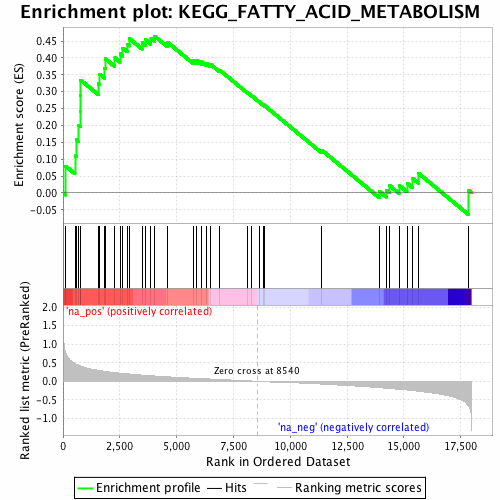 Enrichment plot: KEGG_FATTY_ACID_METABOLISM
Enrichment score (ES)
0.45
0.40
0.35
0.30
0.25
0.20
0.15
0.10
0.05
0.00
-0.05
'na_pos' (positively correlated)
Ranked list metric (PreRanked)
2.0
1.5
1.0
0.5
0.0
-0.5
-1.0
Zero cross at 8540
'na_neg' (negatively correlated)
0 2,500 5,000 7,500 10,000 12,500 15,000 17,500
Rank in Ordered Dataset
Enrichment profile Hits Ranking metric scores